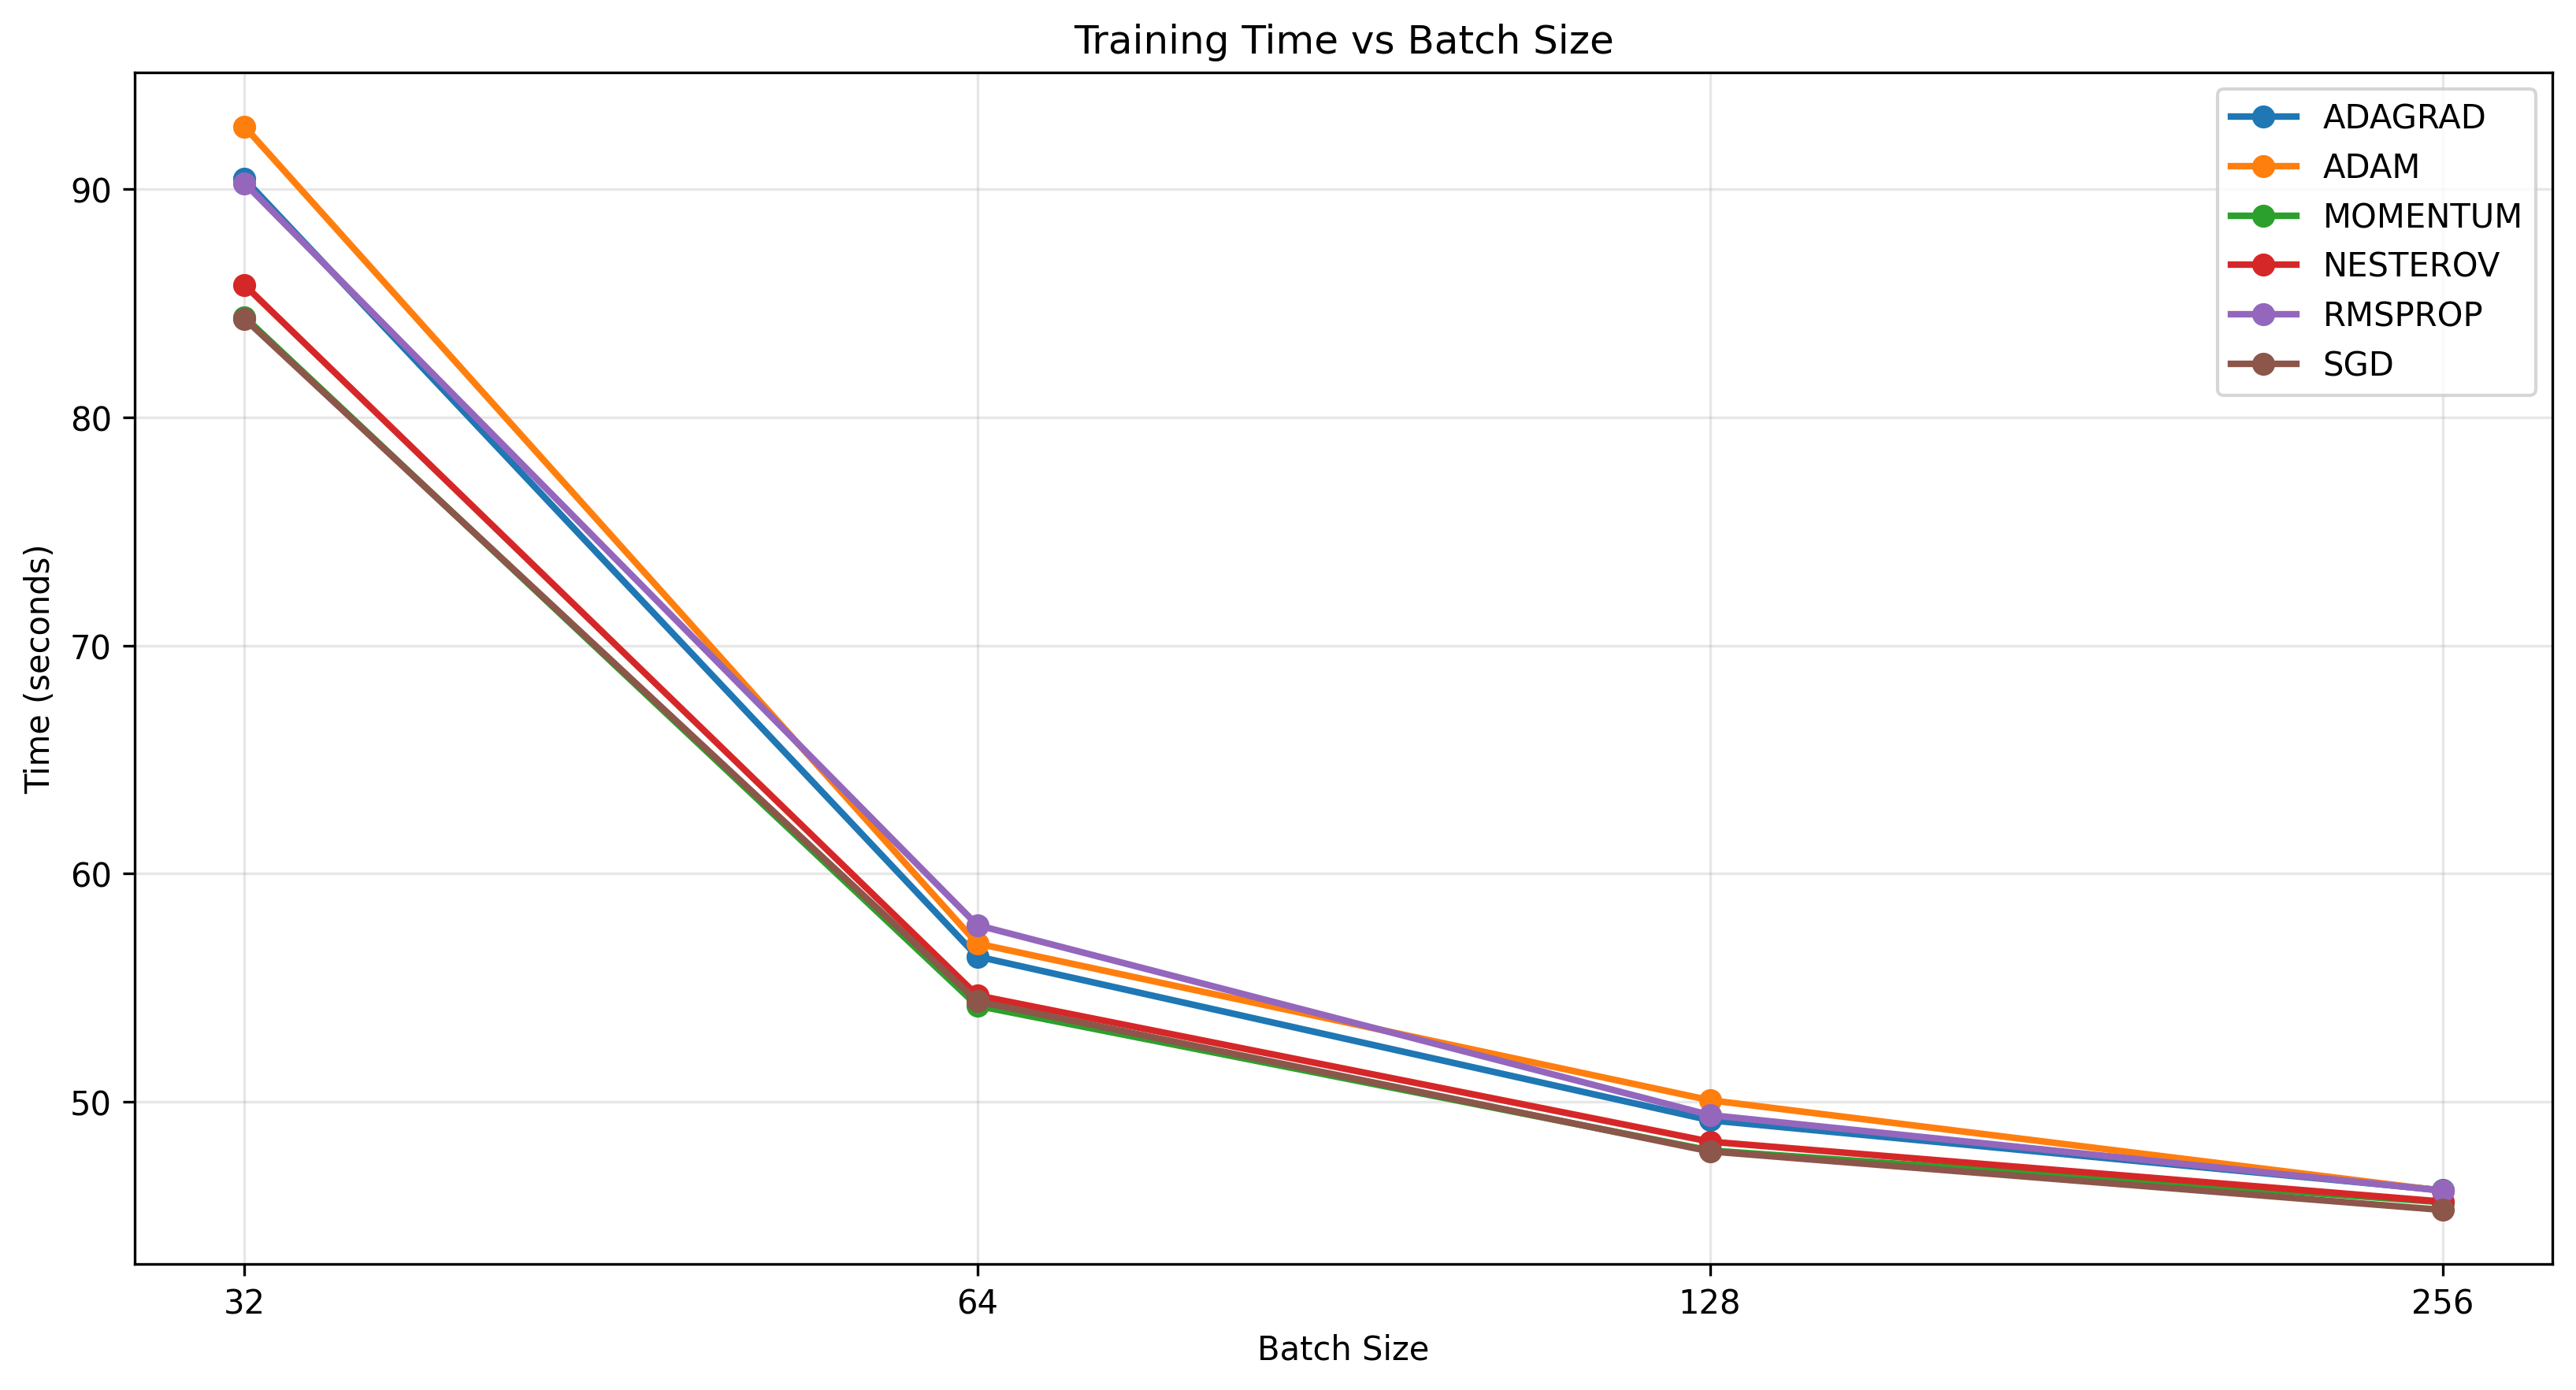 Training Time vs Batch Size
ADAGRAD
ADAM
MOMENTUM
NESTEROV
RMSPROP
SGD
90
80
70
60
50
Time (seconds)
32 64 128 256
Batch Size